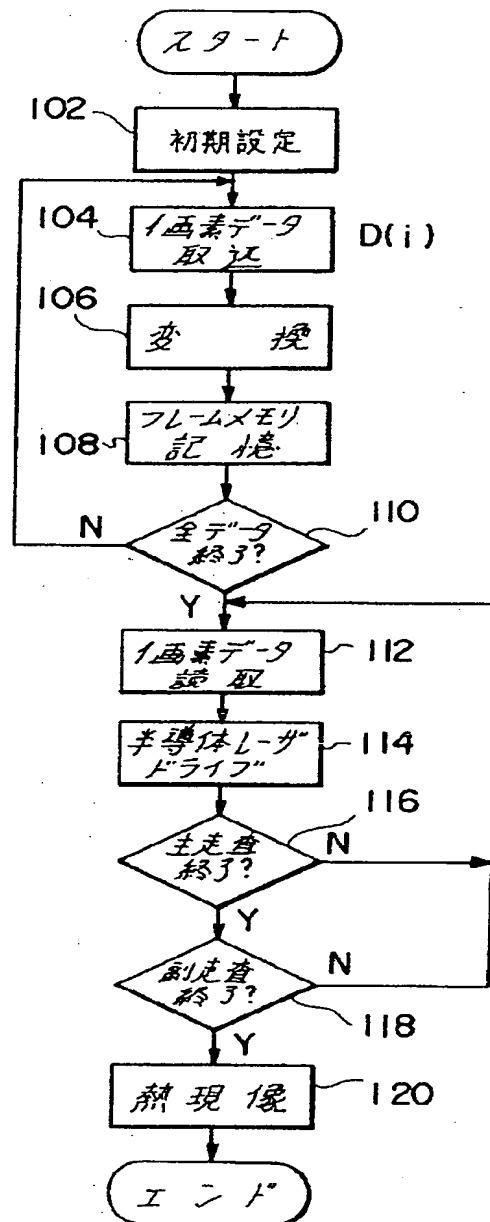 スタート
102
初期設定
104
1画素データ
取込
D(i)
106
変 換
108
フレームメモリ
記憶
N
全データ
終了?
110
Y
1画素データ
読取
112
半導体レーザ
ドライブ
114
116
主走査
終了?
N
Y
副走査
終了?
N
118
Y
熱現像
120
エンド